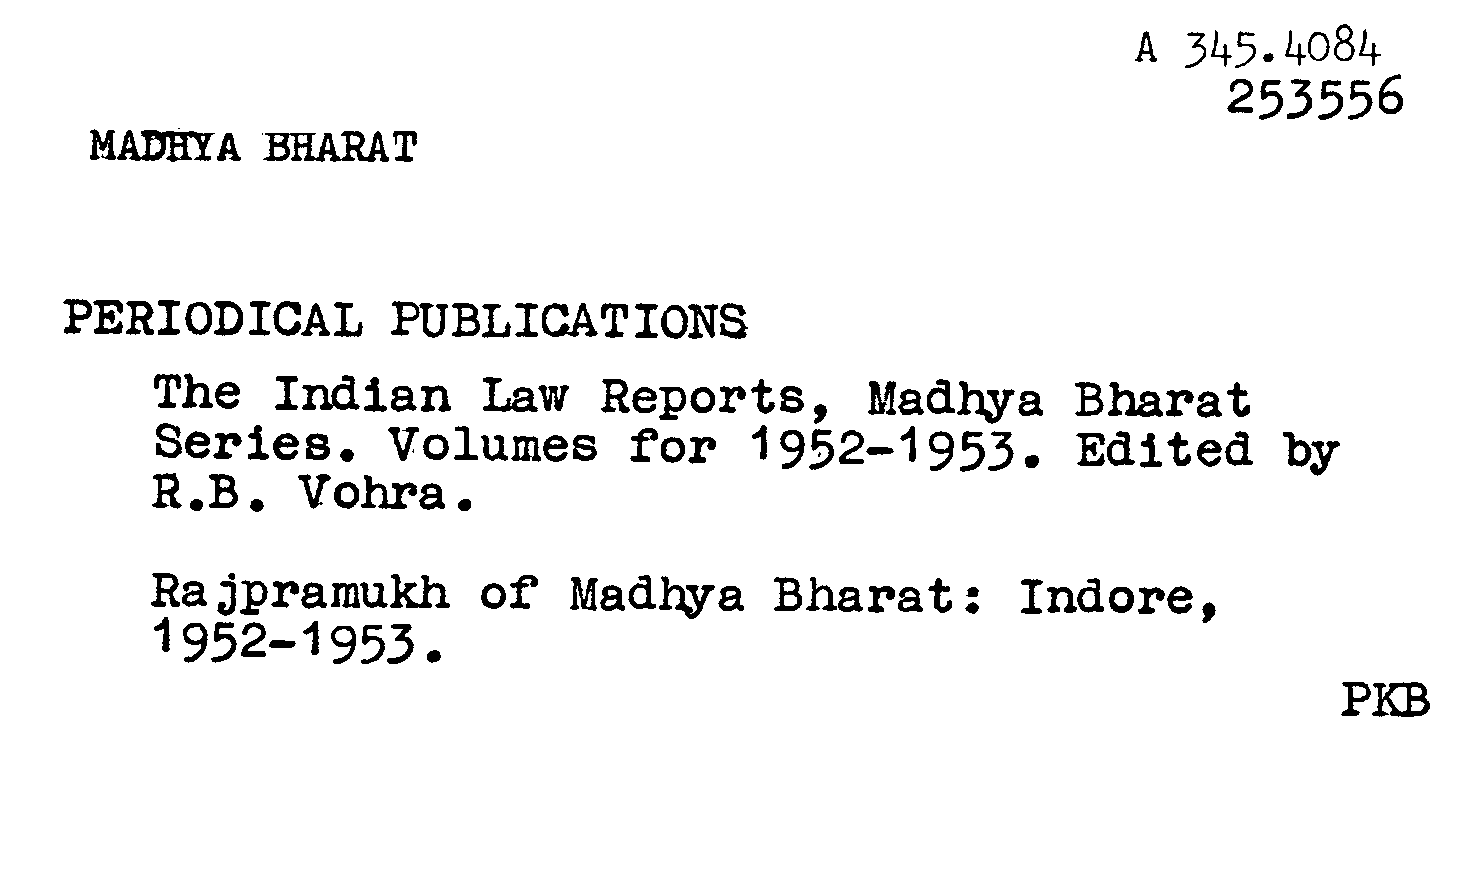 A 345.4084
253556
MADHYA BHARAT
PERIODICAL PUBLICATIONS
The Indian Law Reports, Madhya Bharat
Series. Volumes for 1952-1953. Edited by
R.B. Vohra.
Rajpramukh of Madhya Bharat: Indore,
1952-1953.
PKB